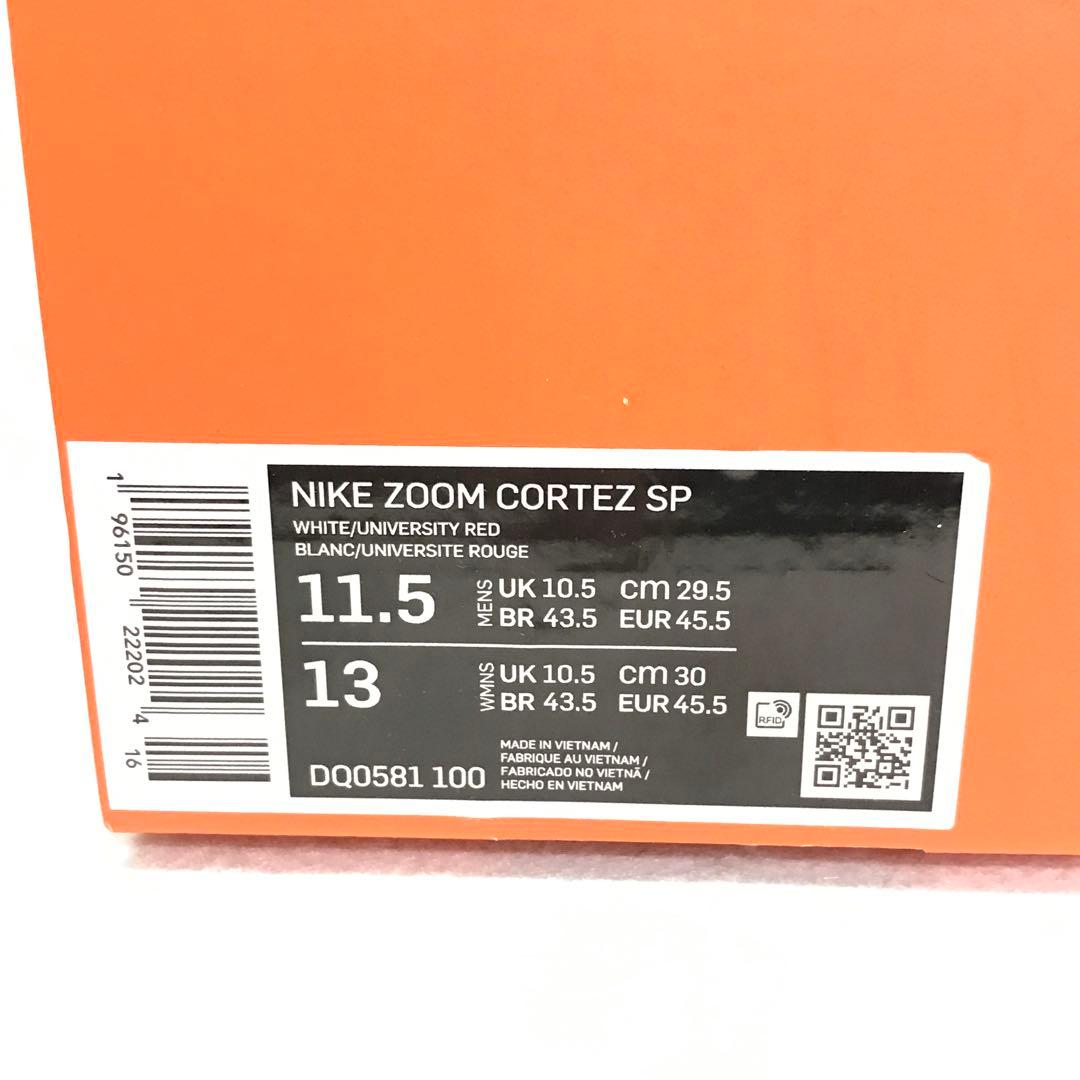 NIKE ZOOM CORTEZ SP
WHITE/UNIVERSITY RED
BLANC/UNIVERSITE ROUGE
11.5 MENS UK 10.5 cm 29.5
BR 43.5 EUR 45.5
13 WMNS UK 10.5 cm 30
BR 43.5 EUR 45.5
RFID
DQ0581 100
MADE IN VIETNAM /
FABRIQUE AU VIETNAM /
FABRICADO NO VIETNÃ /
HECHO EN VIETNAM
1 96150 22202 4 16